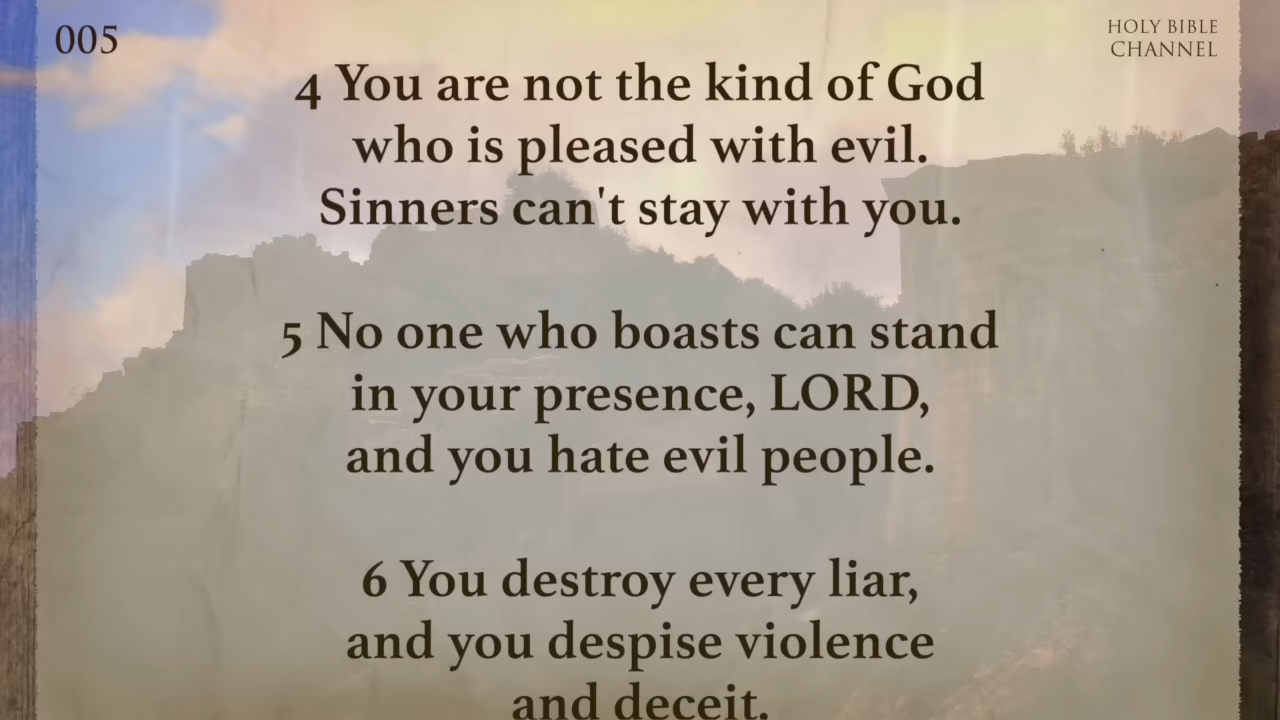 005
HOLY BIBLE
CHANNEL
4 You are not the kind of God
who is pleased with evil.
Sinners can't stay with you.
5 No one who boasts can stand
in your presence, LORD,
and you hate evil people.
6 You destroy every liar,
and you despise violence
and deceit.